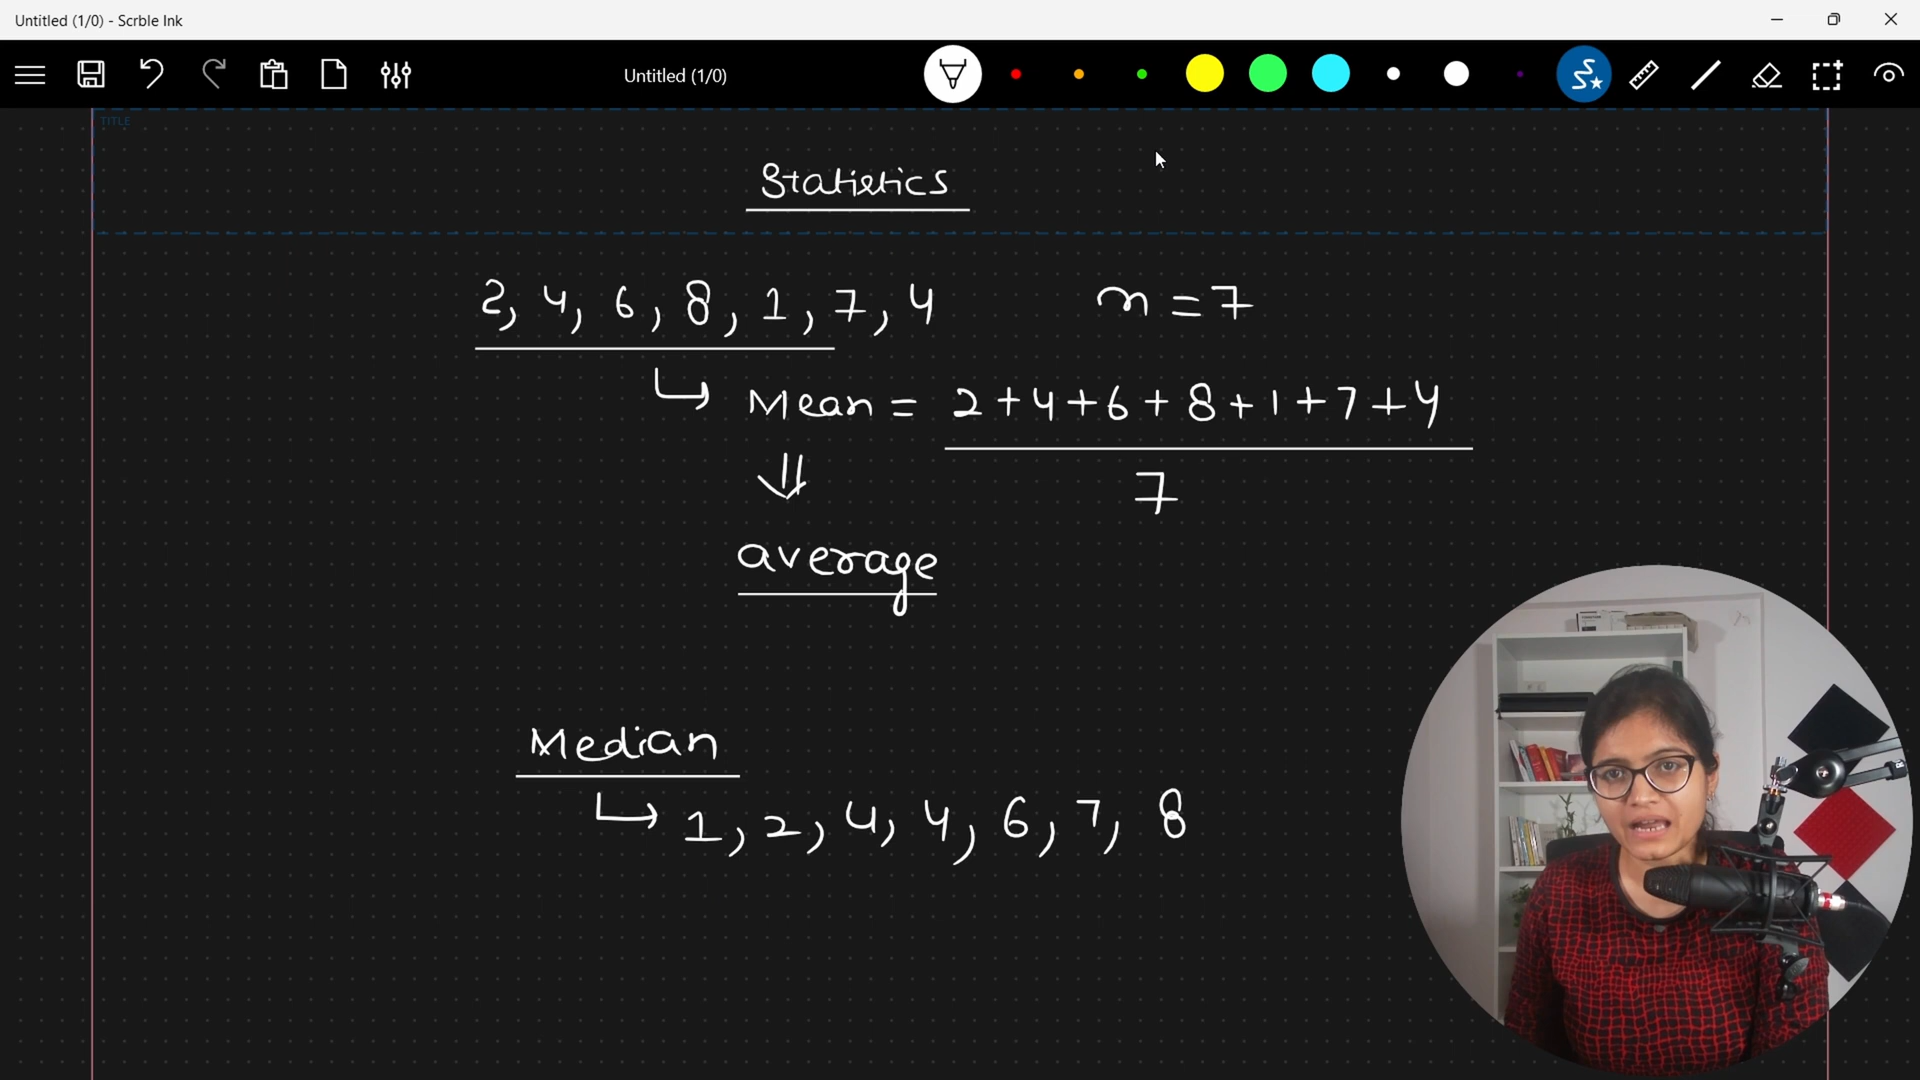 Untitled (1/0) - Scrble Ink
Untitled (1/0)
TITLE
Statistics
2, 4, 6, 8, 1, 7, 4 n = 7
Mean = 2+4+6+8+1+7+4
7
average
Median
1, 2, 4, 4, 6, 7, 8